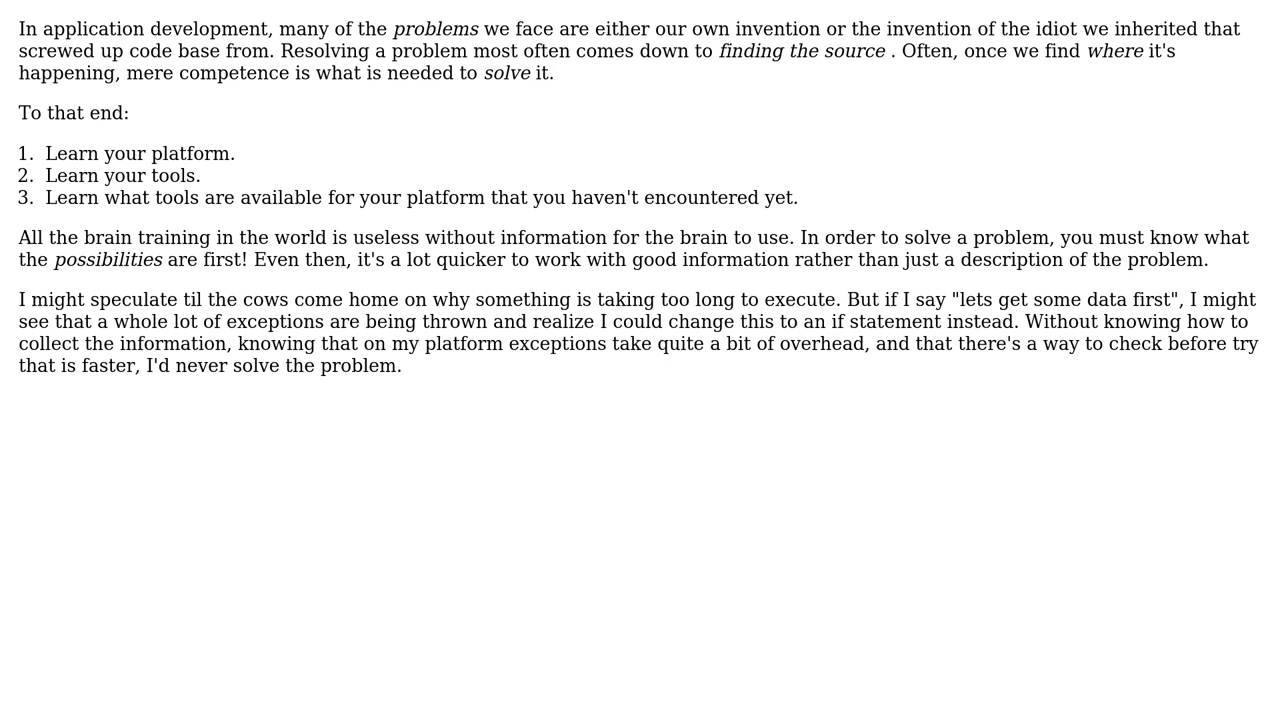 In application development, many of the problems we face are either our own invention or the invention of the idiot we inherited that
screwed up code base from. Resolving a problem most often comes down to finding the source . Often, once we find where it's
happening, mere competence is what is needed to solve it.
To that end:
1. Learn your platform.
2. Learn your tools.
3. Learn what tools are available for your platform that you haven't encountered yet.
All the brain training in the world is useless without information for the brain to use. In order to solve a problem, you must know what
the possibilities are first! Even then, it's a lot quicker to work with good information rather than just a description of the problem.
I might speculate til the cows come home on why something is taking too long to execute. But if I say "lets get some data first", I might
see that a whole lot of exceptions are being thrown and realize I could change this to an if statement instead. Without knowing how to
collect the information, knowing that on my platform exceptions take quite a bit of overhead, and that there's a way to check before try
that is faster, I'd never solve the problem.